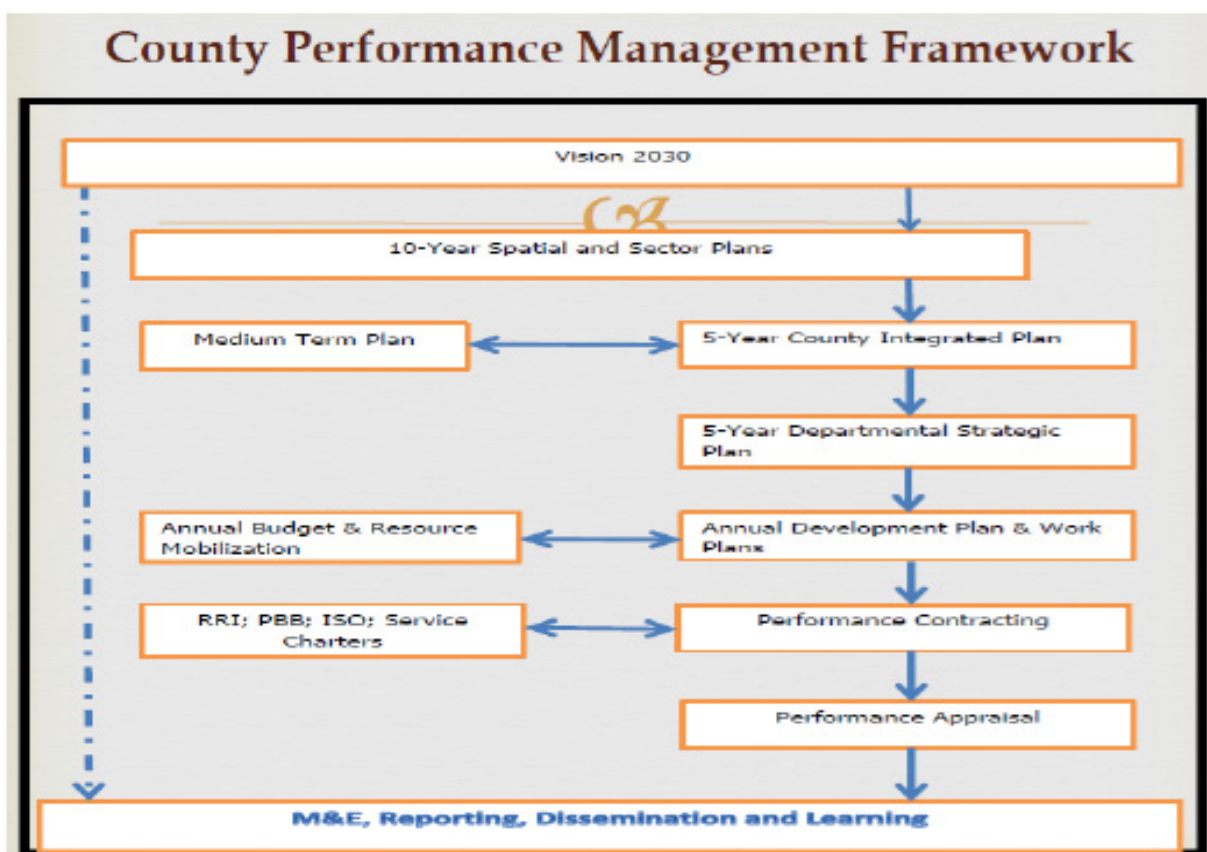 County Performance Management Framework
Vision 2030
10-Year Spatial and Sector Plans
Medium Term Plan
5-Year County Integrated Plan
5-Year Departmental Strategic
Plan
Annual Budget & Resource
Mobilization
Annual Development Plan & Work
Plans
RRI; PBB; ISO; Service
Charters
Performance Contracting
Performance Appraisal
M&E, Reporting, Dissemination and Learning